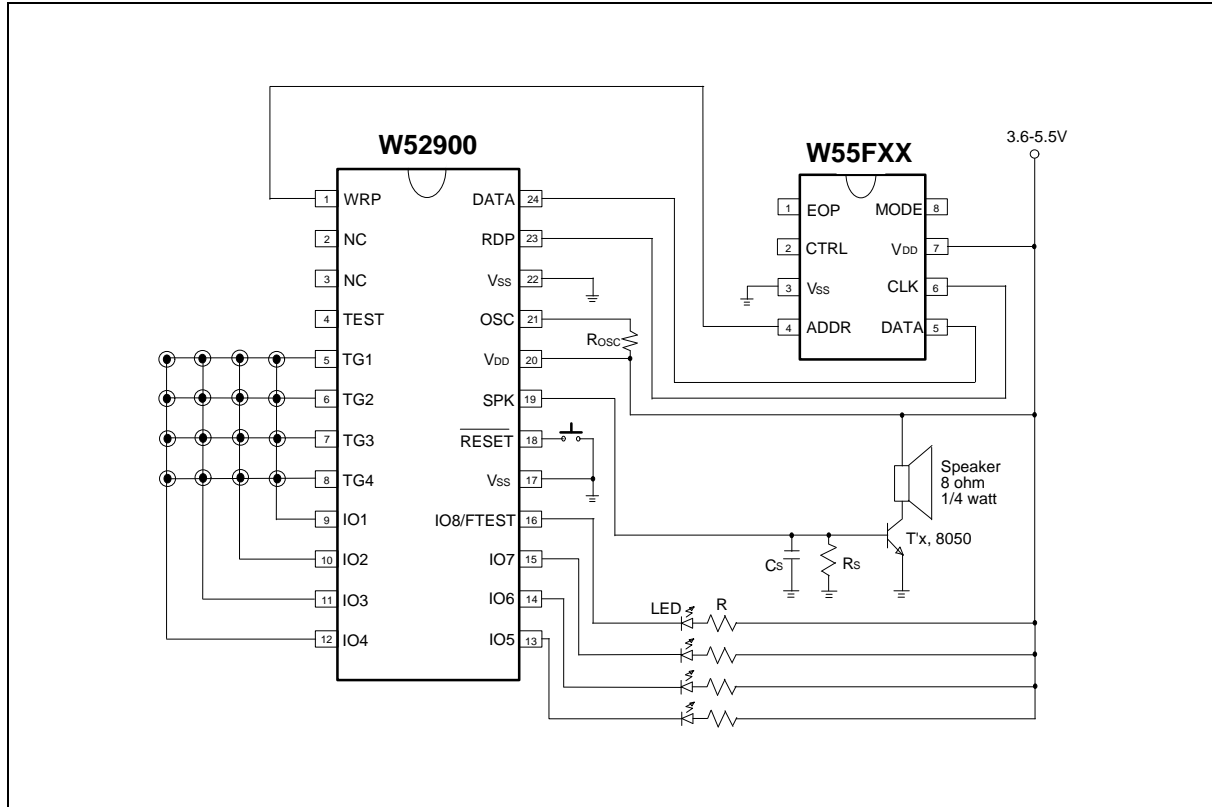 W52900
W55FXX
3.6-5.5V
1 WRP DATA 24
2 NC RDP 23
3 NC VSS 22
4 TEST OSC 21
5 TG1 VDD 20
6 TG2 SPK 19
7 TG3 RESET 18
8 TG4 VSS 17
9 IO1 IO8/FTEST 16
10 IO2 IO7 15
11 IO3 IO6 14
12 IO4 IO5 13
ROSC
1 EOP MODE 8
2 CTRL VDD 7
3 VSS CLK 6
4 ADDR DATA 5
Speaker
8 ohm
1/4 watt
T'x, 8050
CS
RS
LED
R